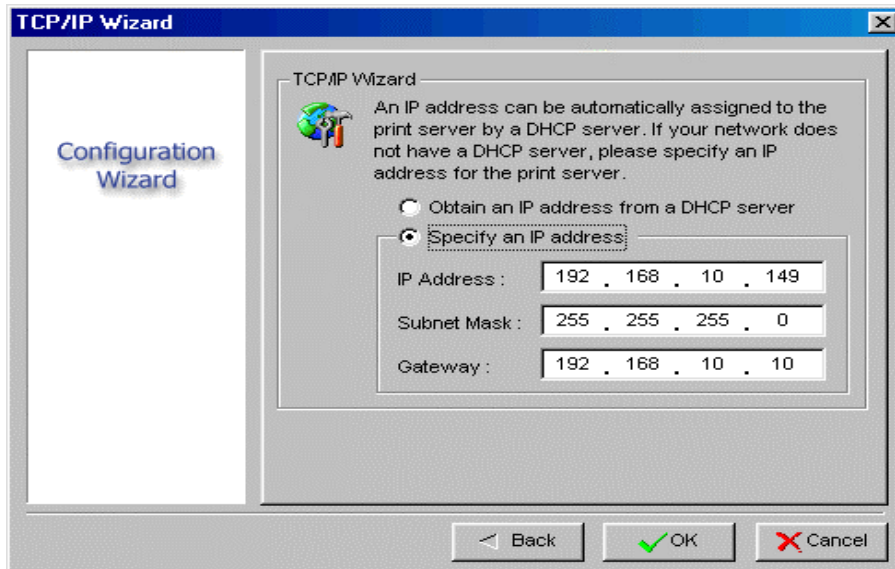 TCP/IP Wizard
Configuration
Wizard
TCP/IP Wizard
An IP address can be automatically assigned to the
print server by a DHCP server. If your network does
not have a DHCP server, please specify an IP
address for the print server.
Obtain an IP address from a DHCP server
Specify an IP address
IP Address : 192 . 168 . 10 . 149
Subnet Mask : 255 . 255 . 255 . 0
Gateway : 192 . 168 . 10 . 10
< Back OK Cancel